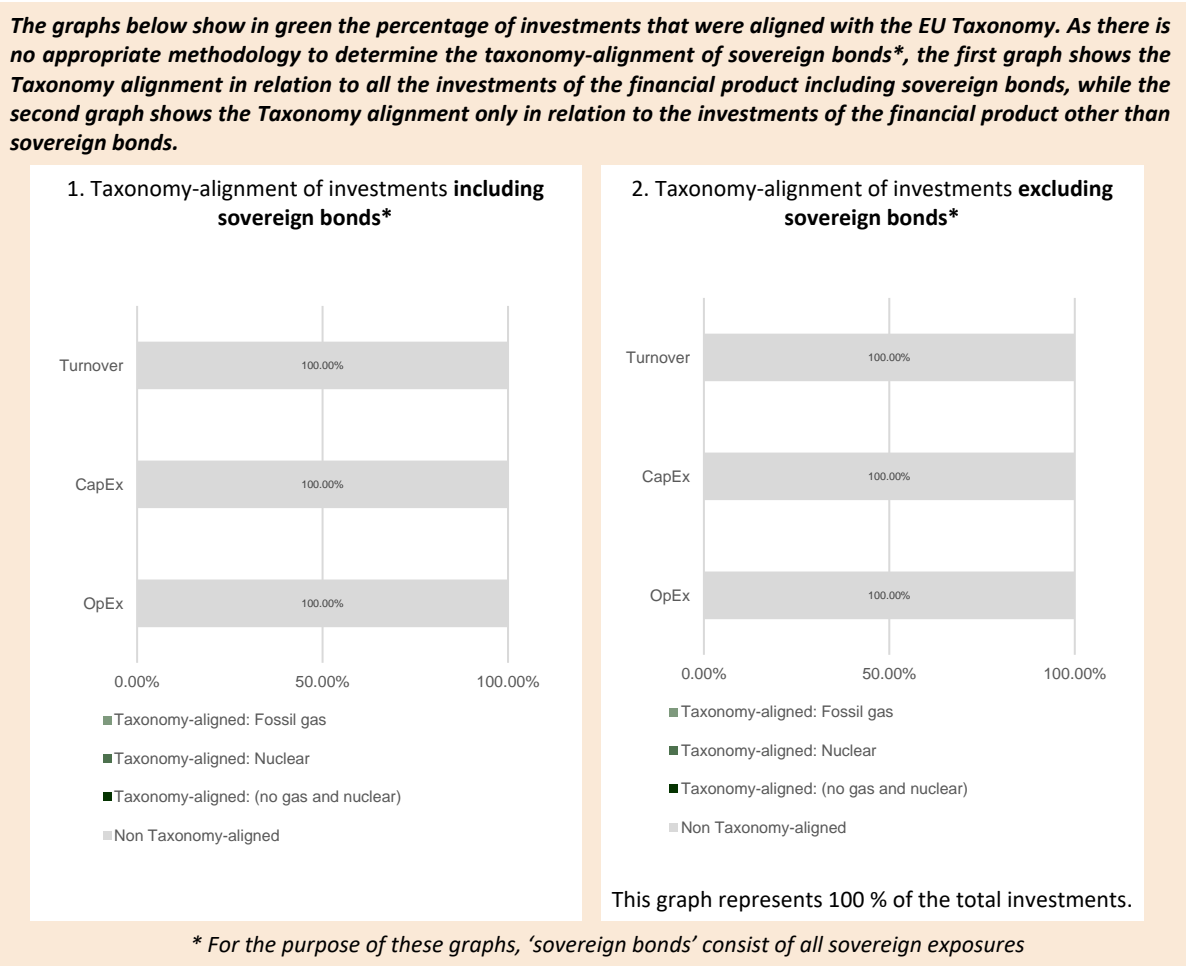 The graphs below show in green the percentage of investments that were aligned with the EU Taxonomy. As there is
no appropriate methodology to determine the taxonomy-alignment of sovereign bonds*, the first graph shows the
Taxonomy alignment in relation to all the investments of the financial product including sovereign bonds, while the
second graph shows the Taxonomy alignment only in relation to the investments of the financial product other than
sovereign bonds.
1. Taxonomy-alignment of investments including
sovereign bonds*
Turnover
100.00%
CapEx
100.00%
OpEx
100.00%
0.00% 50.00% 100.00%
Taxonomy-aligned: Fossil gas
Taxonomy-aligned: Nuclear
Taxonomy-aligned: (no gas and nuclear)
Non Taxonomy-aligned
2. Taxonomy-alignment of investments excluding
sovereign bonds*
Turnover
100.00%
CapEx
100.00%
OpEx
100.00%
0.00% 50.00% 100.00%
Taxonomy-aligned: Fossil gas
Taxonomy-aligned: Nuclear
Taxonomy-aligned: (no gas and nuclear)
Non Taxonomy-aligned
This graph represents 100 % of the total investments.
* For the purpose of these graphs, ‘sovereign bonds’ consist of all sovereign exposures